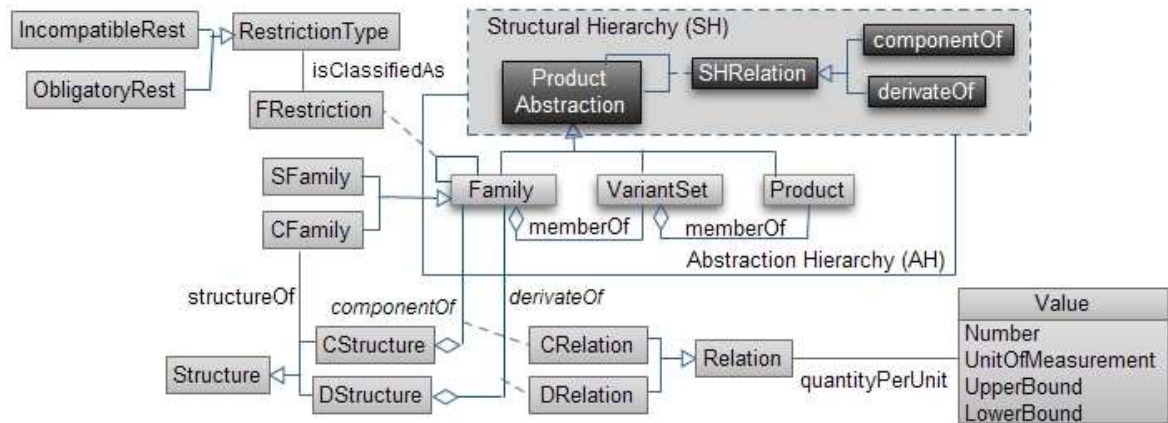 Structural Hierarchy (SH)
IncompatibleRest
RestrictionType
componentOf
Product
Abstraction
SHRelation
isClassifiedAs
ObligatoryRest
derivateOf
FRestriction
SFamily
Family
VariantSet
Product
CFamily
memberOf
memberOf
Abstraction Hierarchy (AH)
structureOf
componentOf
derivateOf
Value
CStructure
CRelation
Number
Structure
Relation
UnitOfMeasurement
quantityPerUnit
DStructure
DRelation
UpperBound
LowerBound